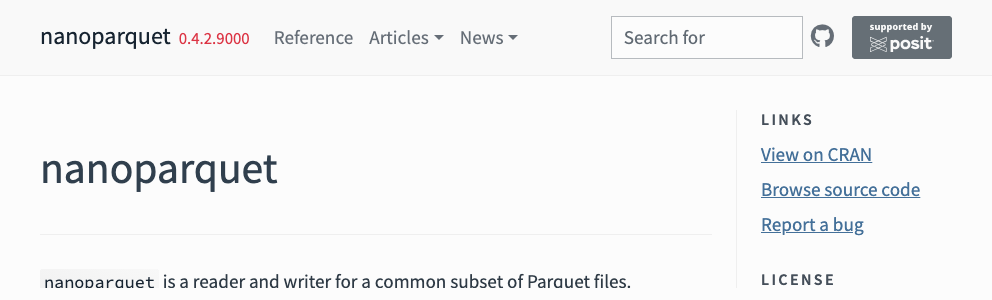 nanoparquet 0.4.2.9000 Reference Articles News Search for supported by posit
nanoparquet
nanoparquet is a reader and writer for a common subset of Parquet files.
LINKS
View on CRAN
Browse source code
Report a bug
LICENSE